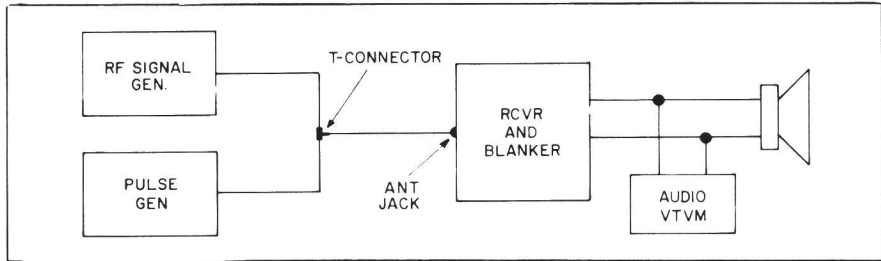 RF SIGNAL
GEN.
T-CONNECTOR
PULSE
GEN
ANT
JACK
RCVR
AND
BLANKER
AUDIO
VTVM